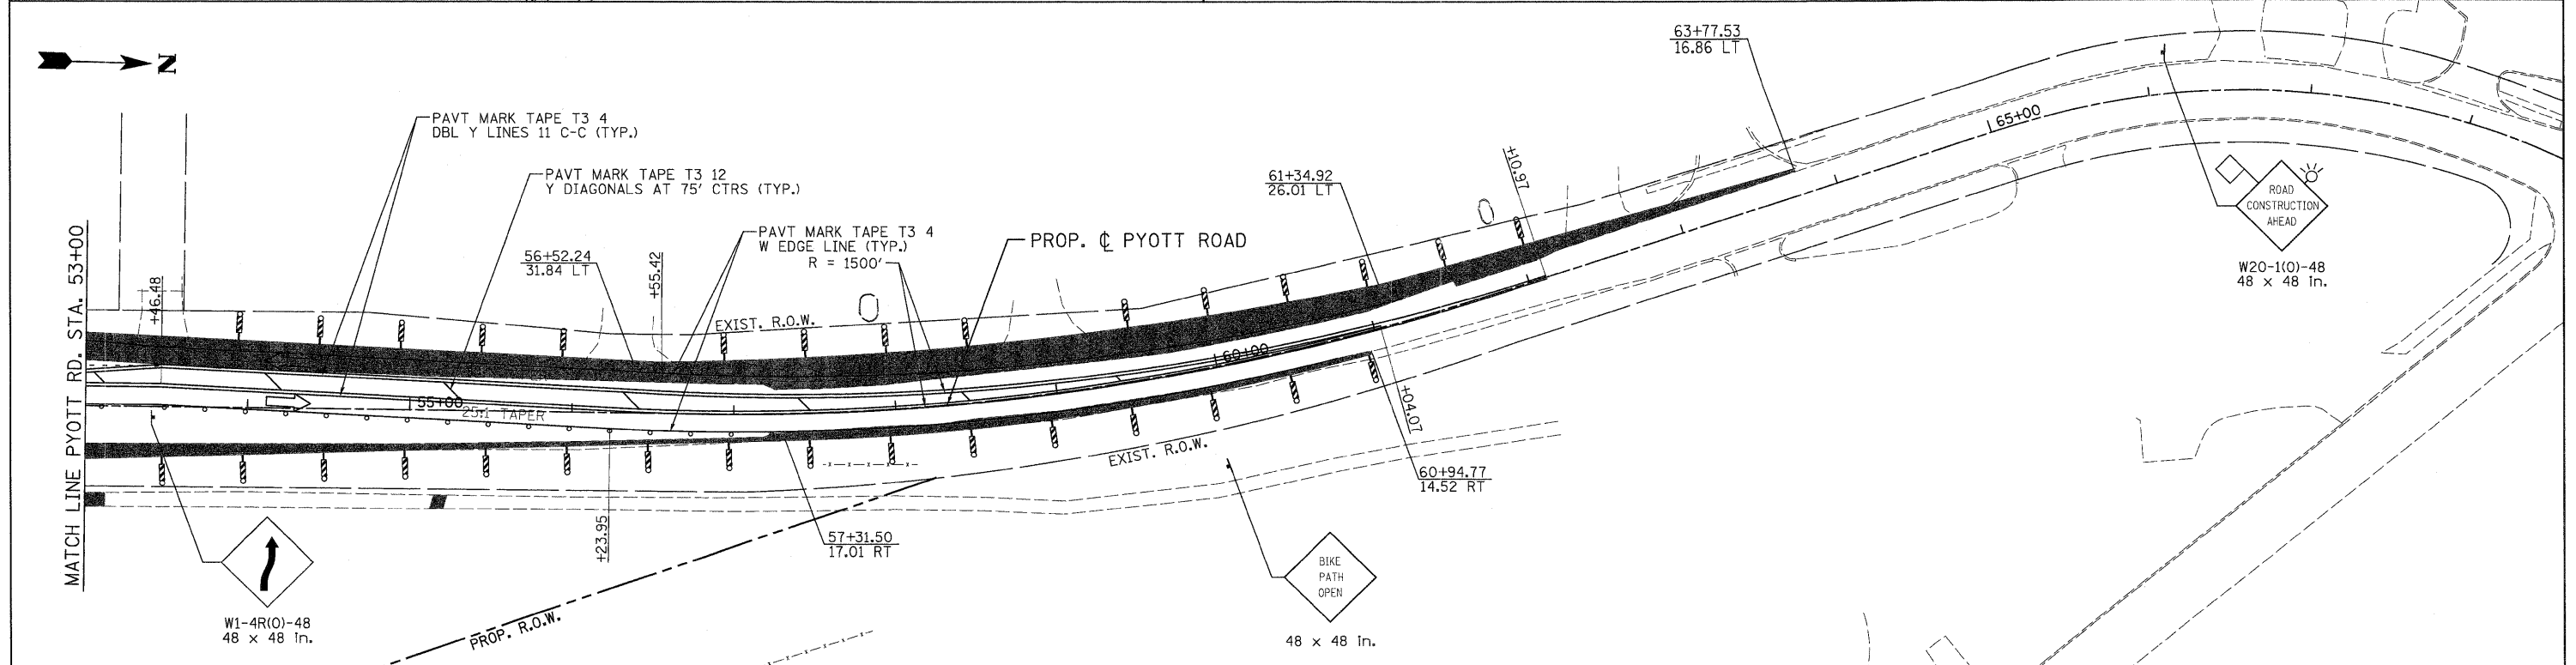 N
63+77.53
16.86 LT
PAVT MARK TAPE T3 4
DBL Y LINES 11 C-C (TYP.)
65+00
+10.97
PAVT MARK TAPE T3 12
Y DIAGONALS AT 75' CTRS (TYP.)
61+34.92
26.01 LT
ROAD
CONSTRUCTION
AHEAD
W20-1(O)-48
48 x 48 In.
PAVT MARK TAPE T3 4
W EDGE LINE (TYP.)
R = 1500'
PROP. ℄ PYOTT ROAD
56+52.24
31.84 LT
+55.42
+46.48
MATCH LINE PYOTT RD. STA. 53+00
EXIST. R.O.W.
60+00
55+00
25:1 TAPER
+04.07
EXIST. R.O.W.
60+94.77
14.52 RT
+23.95
57+31.50
17.01 RT
BIKE
PATH
OPEN
48 x 48 In.
W1-4R(O)-48
48 x 48 In.
PROP. R.O.W.